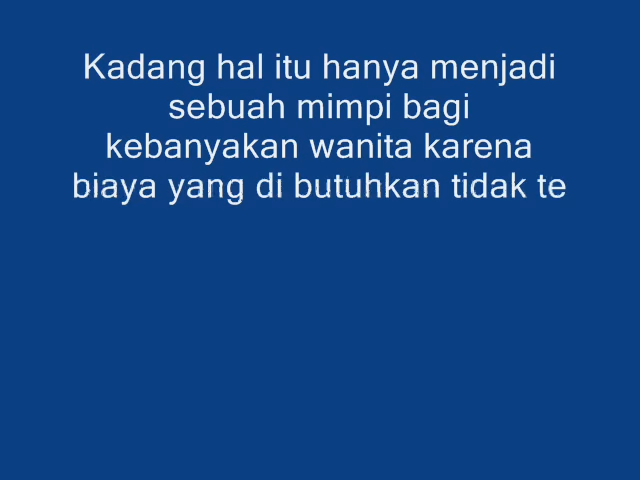 Kadang hal itu hanya menjadi
sebuah mimpi bagi
kebanyakan wanita karena
biaya yang di butuhkan tidak te